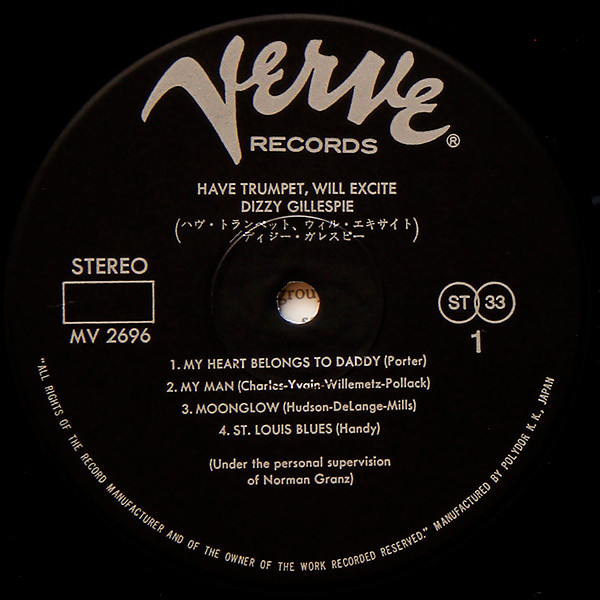 Verve
RECORDS ®
HAVE TRUMPET, WILL EXCITE
DIZZY GILLESPIE
(ハヴ・トランペット、ウィル・エキサイト
ディジー・ガレスピー)
STEREO
MV 2696
ST 33
1
grou
1. MY HEART BELONGS TO DADDY (Porter)
2. MY MAN (Charles-Yvain-Willemetz-Pollack)
3. MOONGLOW (Hudson-DeLange-Mills)
4. ST. LOUIS BLUES (Handy)
(Under the personal supervision
of Norman Granz)
"ALL RIGHTS OF THE RECORD MANUFACTURER AND OF THE OWNER OF THE WORK RECORDED RESERVED." MANUFACTURED BY POLYDOR K. K., JAPAN